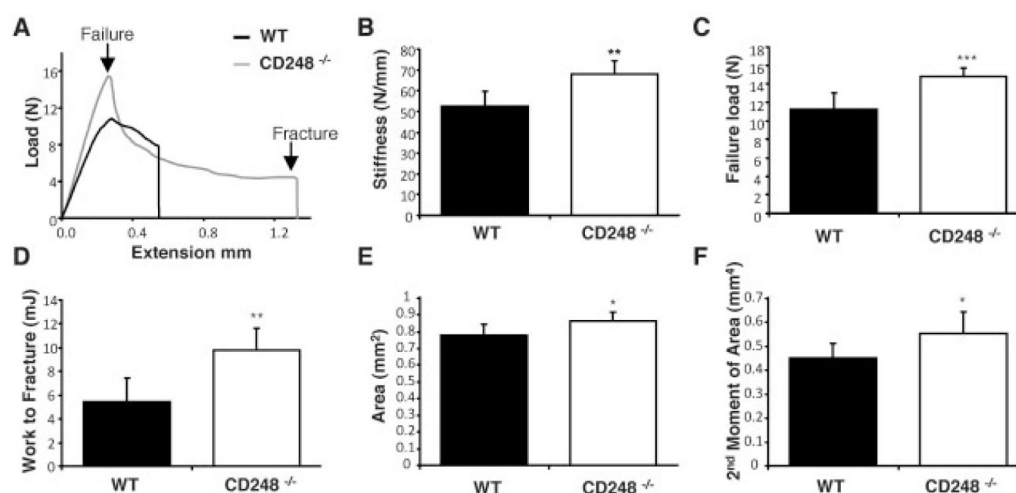 A
Failure
WT
CD248 -/-
Fracture
Load (N)
16
12
8
4
0
0.0
0.4
0.8
1.2
Extension mm
B
**
Stiffness (N/mm)
80
70
60
50
40
30
20
10
0
WT
CD248 -/-
C
***
Failure load (N)
18
16
14
12
10
8
6
4
2
0
WT
CD248 -/-
D
**
Work to Fracture (mJ)
14
12
10
8
6
4
2
0
WT
CD248 -/-
E
*
Area (mm²)
1
0.9
0.8
0.7
0.6
0.5
0.4
0.3
0.2
0.1
0
WT
CD248 -/-
F
*
2nd Moment of Area (mm⁴)
0.7
0.6
0.5
0.4
0.3
0.2
0.1
0
WT
CD248 -/-